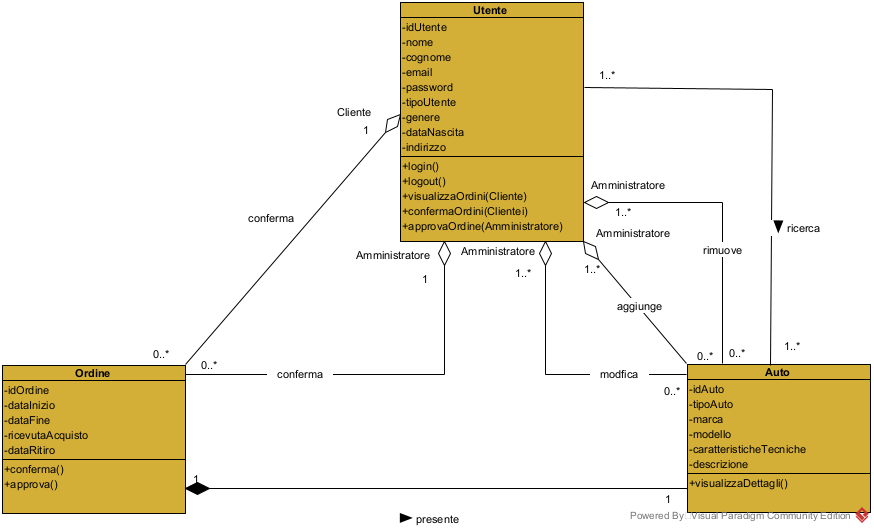 Utente
-idUtente
-nome
-cognome
-email
-password
-tipoUtente
-genere
-dataNascita
-indirizzo
+login()
+logout()
+visualizzaOrdini(Cliente)
+confermaOrdini(Clientei)
+approvaOrdine(Amministratore)
1..*
Cliente
1
conferma
Amministratore
1..*
ricerca
Amministratore
1..*
rimuove
Amministratore
1
Amministratore
1..*
aggiunge
0..*
0..*
conferma
modfica
0..*
0..*
0..*
1..*
Ordine
-idOrdine
-dataInizio
-dataFine
-ricevutaAcquisto
-dataRitiro
+conferma()
+approva()
Auto
-idAuto
-tipoAuto
-marca
-modello
-caratteristicheTecniche
-descrizione
+visualizzaDettagli()
1
1
presente
Powered By Visual Paradigm Community Edition